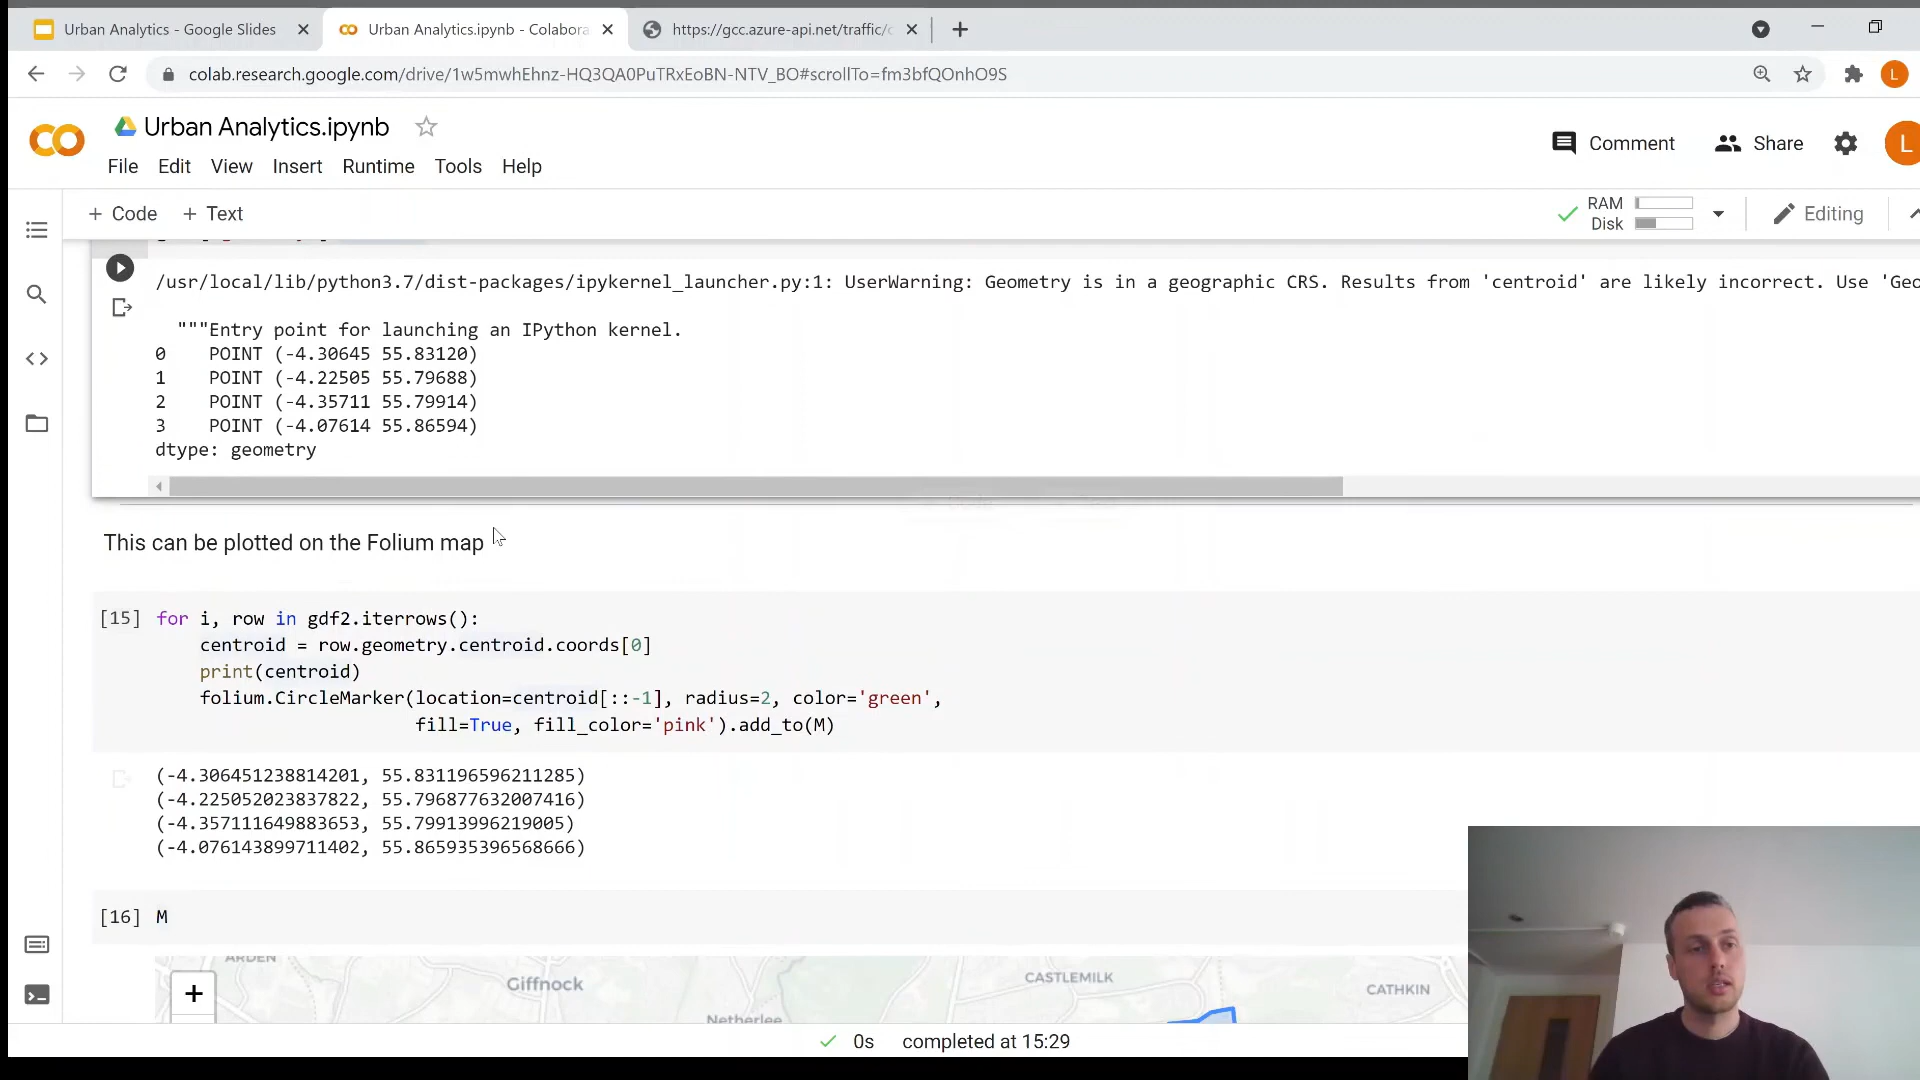 Urban Analytics - Google Slides
Urban Analytics.ipynb - Colabora
https://gcc.azure-api.net/traffic/
colab.research.google.com/drive/1w5mwhEhnz-HQ3QA0PuTRxEoBN-NTV_BO#scrollTo=fm3bfQOnhO9S
L
CO
Urban Analytics.ipynb
Comment
Share
L
File Edit View Insert Runtime Tools Help
+ Code + Text
RAM
Disk
Editing
/usr/local/lib/python3.7/dist-packages/ipykernel_launcher.py:1: UserWarning: Geometry is in a geographic CRS. Results from 'centroid' are likely incorrect. Use 'Geo
"""Entry point for launching an IPython kernel.
0 POINT (-4.30645 55.83120)
1 POINT (-4.22505 55.79688)
2 POINT (-4.35711 55.79914)
3 POINT (-4.07614 55.86594)
dtype: geometry
This can be plotted on the Folium map
[15] for i, row in gdf2.iterrows():
centroid = row.geometry.centroid.coords[0]
print(centroid)
folium.CircleMarker(location=centroid[::-1], radius=2, color='green',
fill=True, fill_color='pink').add_to(M)
(-4.306451238814201, 55.831196596211285)
(-4.225052023837822, 55.796877632007416)
(-4.357111649883653, 55.79913996219005)
(-4.076143899711402, 55.865935396568666)
[16] M
ARDEN
Giffnock
CASTLEMILK
CATHKIN
Netherlee
+
0s completed at 15:29